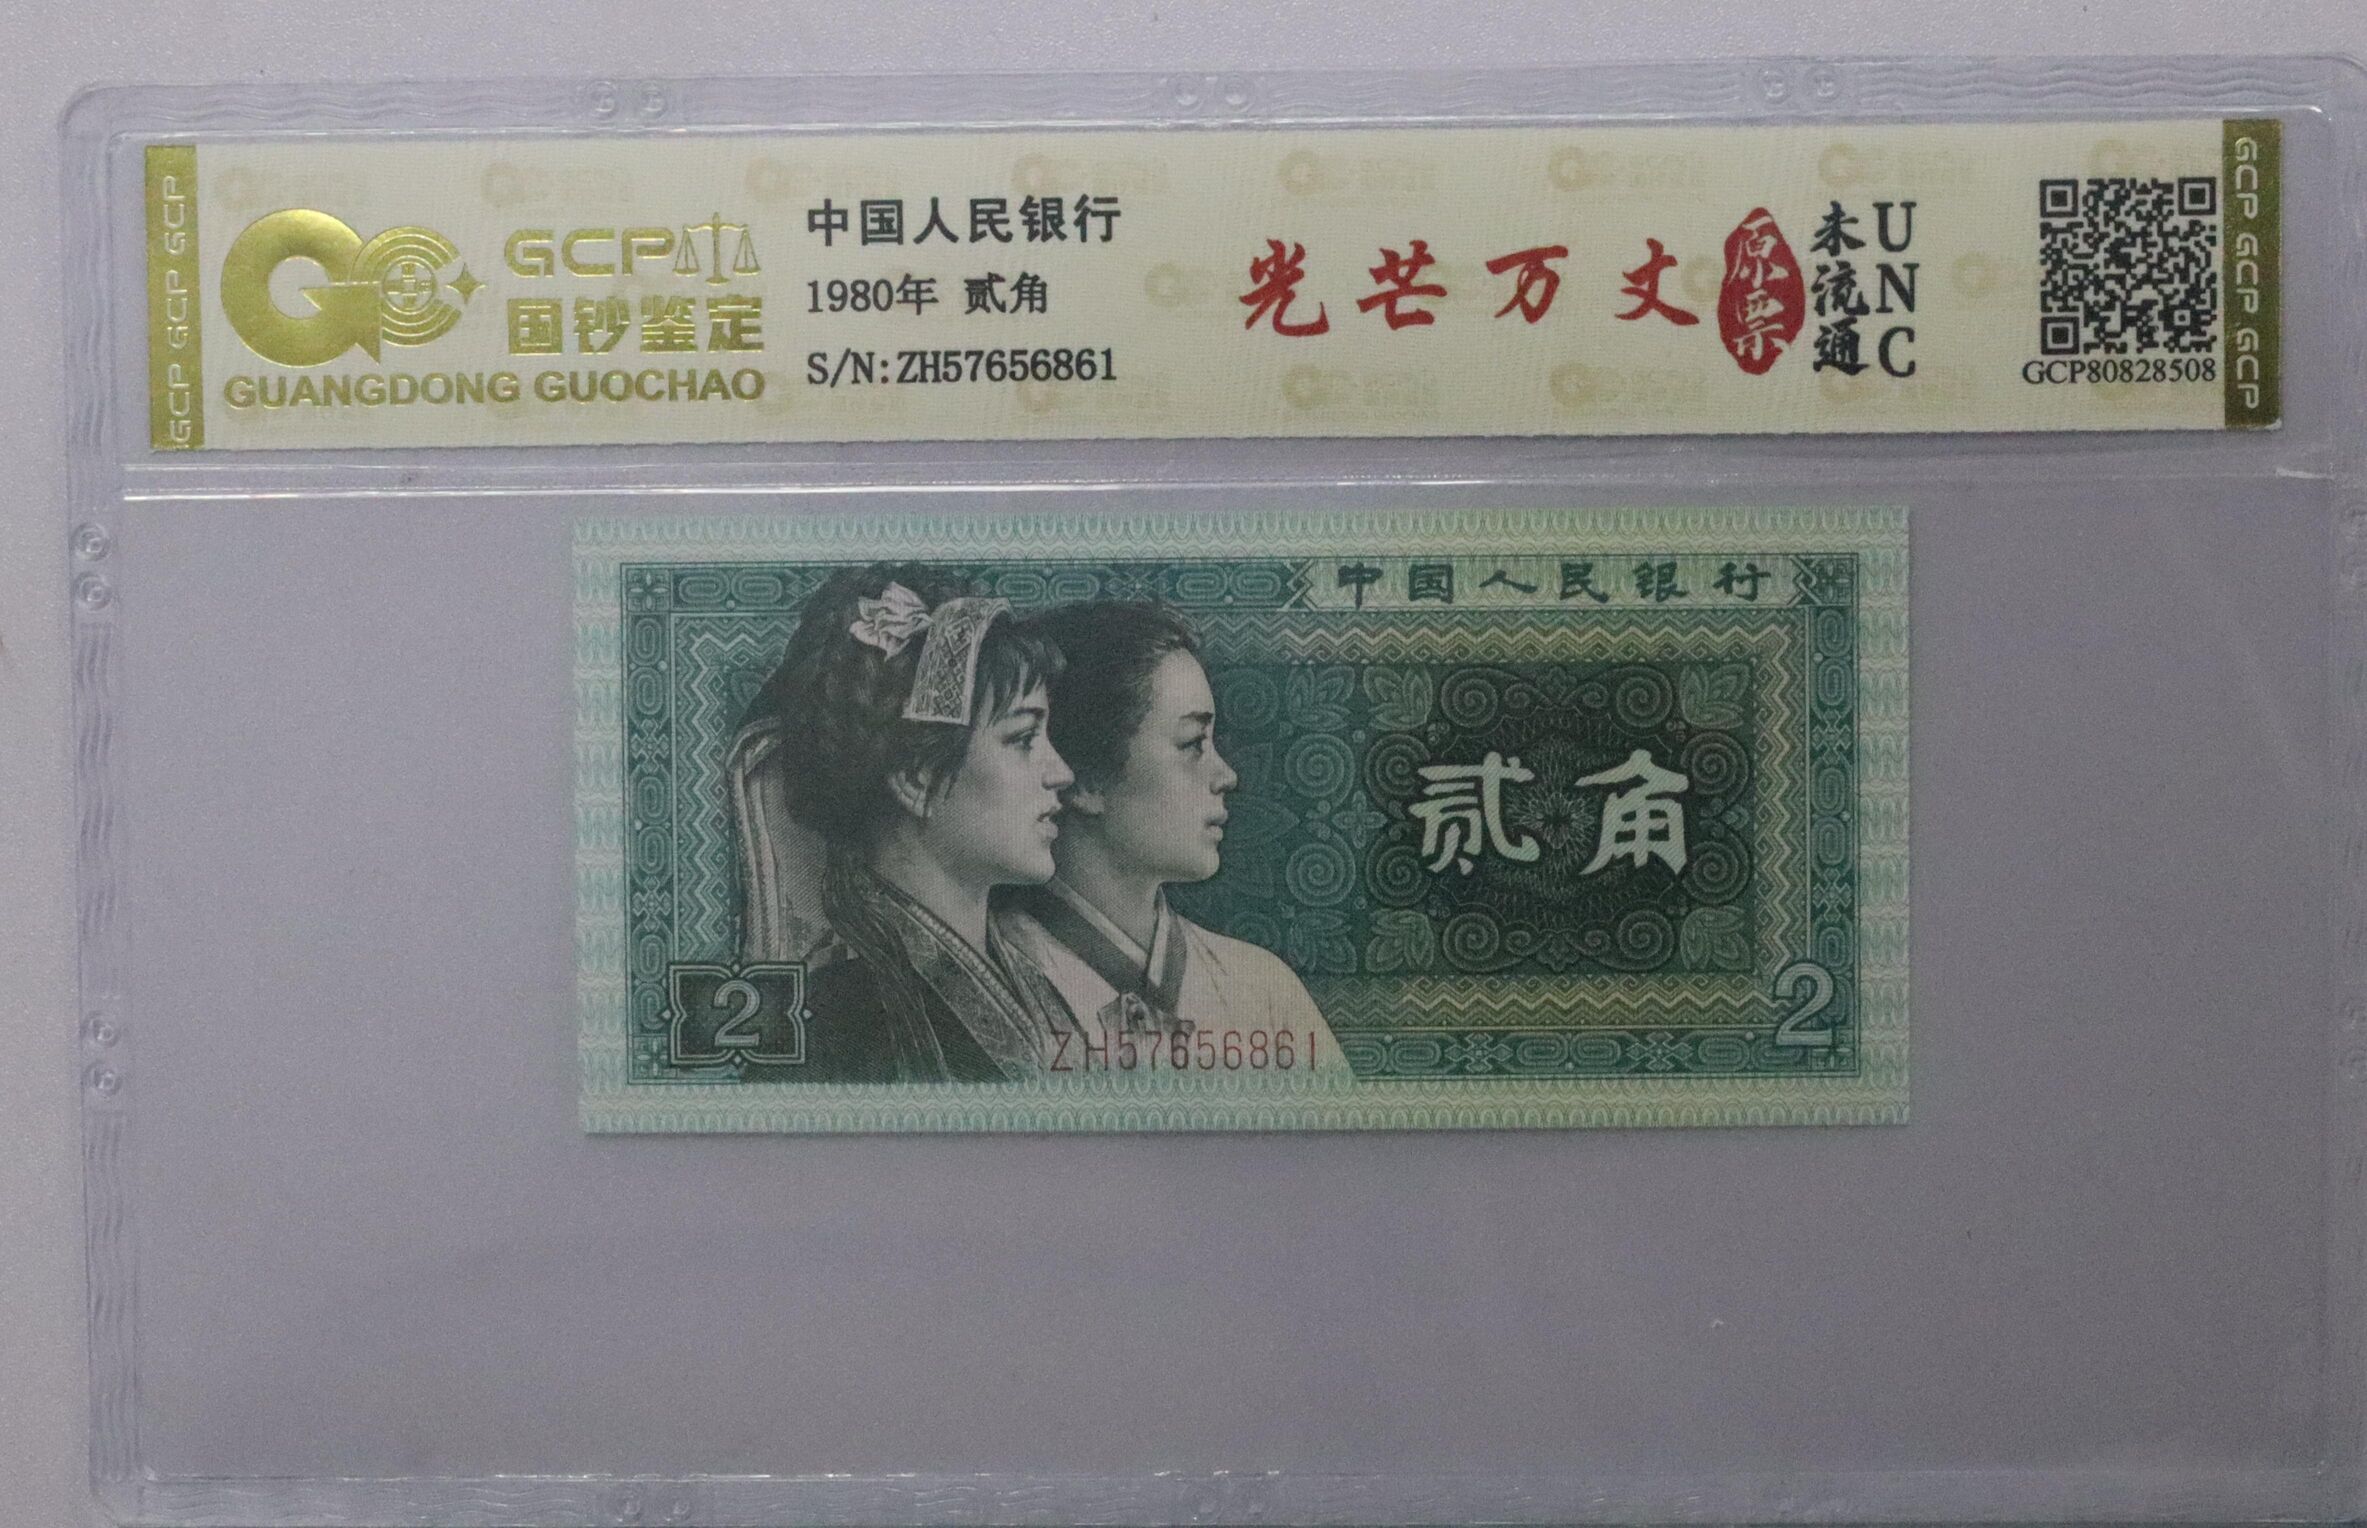 GCP GCP GCP
GCP
国钞鉴定
GUANGDONG GUOCHAO
中国人民银行
1980年 贰角
S/N:ZH57656861
光芒万丈
原票
未流通
UNC
GCP80828508
GCP GCP GCP GCP
中国人民银行
贰角
2
2
ZH57656861